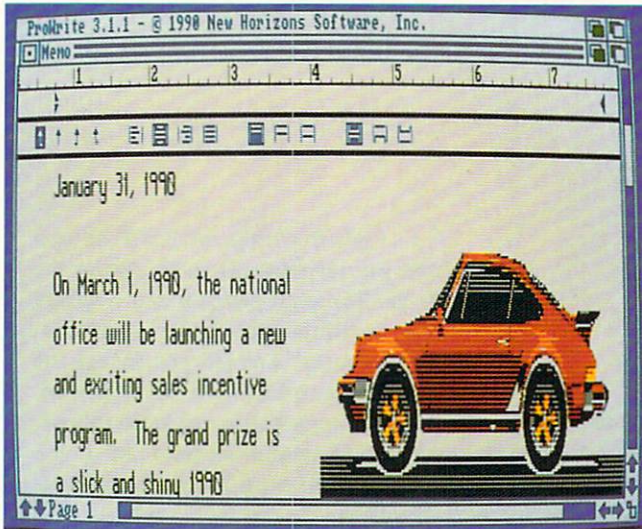 ProWrite 3.1.1 - © 1990 New Horizons Software, Inc.
Memo
1 2 3 4 5 6 7
January 31, 1990
On March 1, 1990, the national
office will be launching a new
and exciting sales incentive
program. The grand prize is
a slick and shiny 1990
Page 1